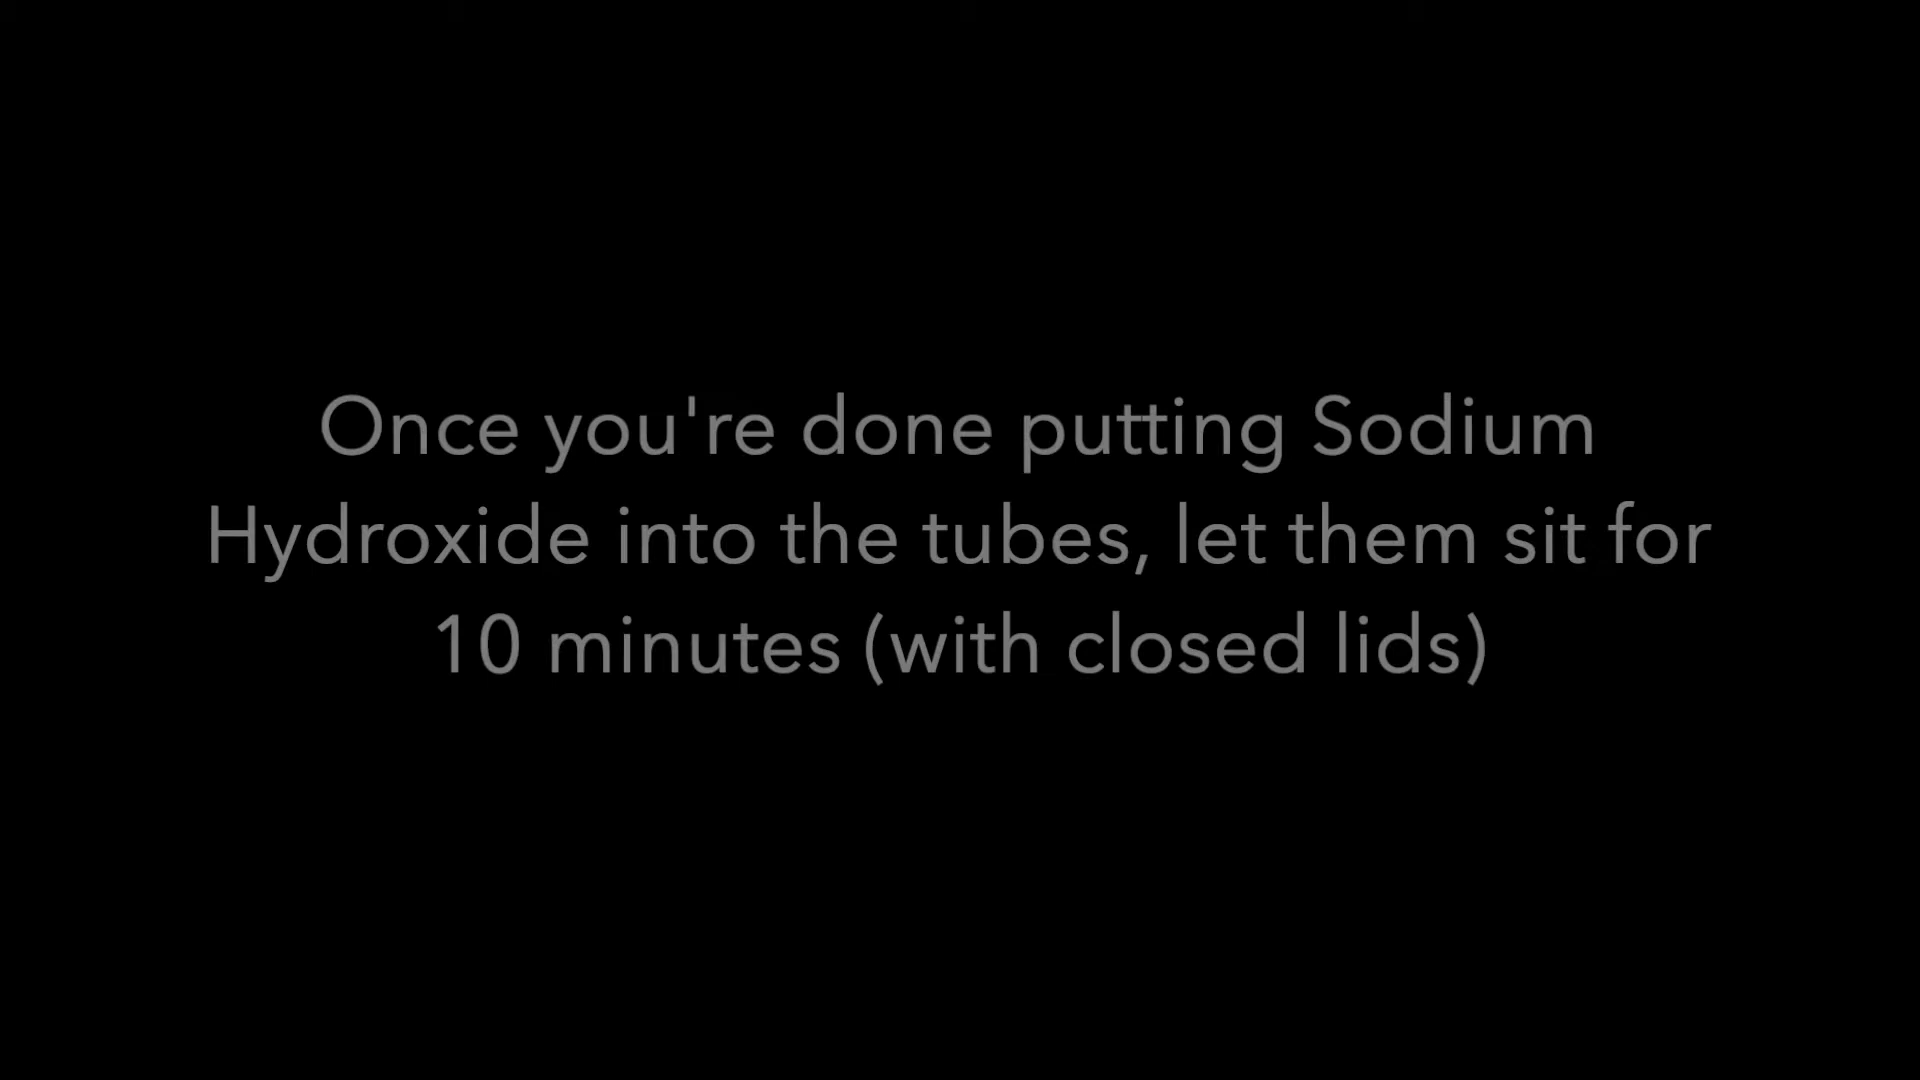 Once you're done putting Sodium
Hydroxide into the tubes, let them sit for
10 minutes (with closed lids)